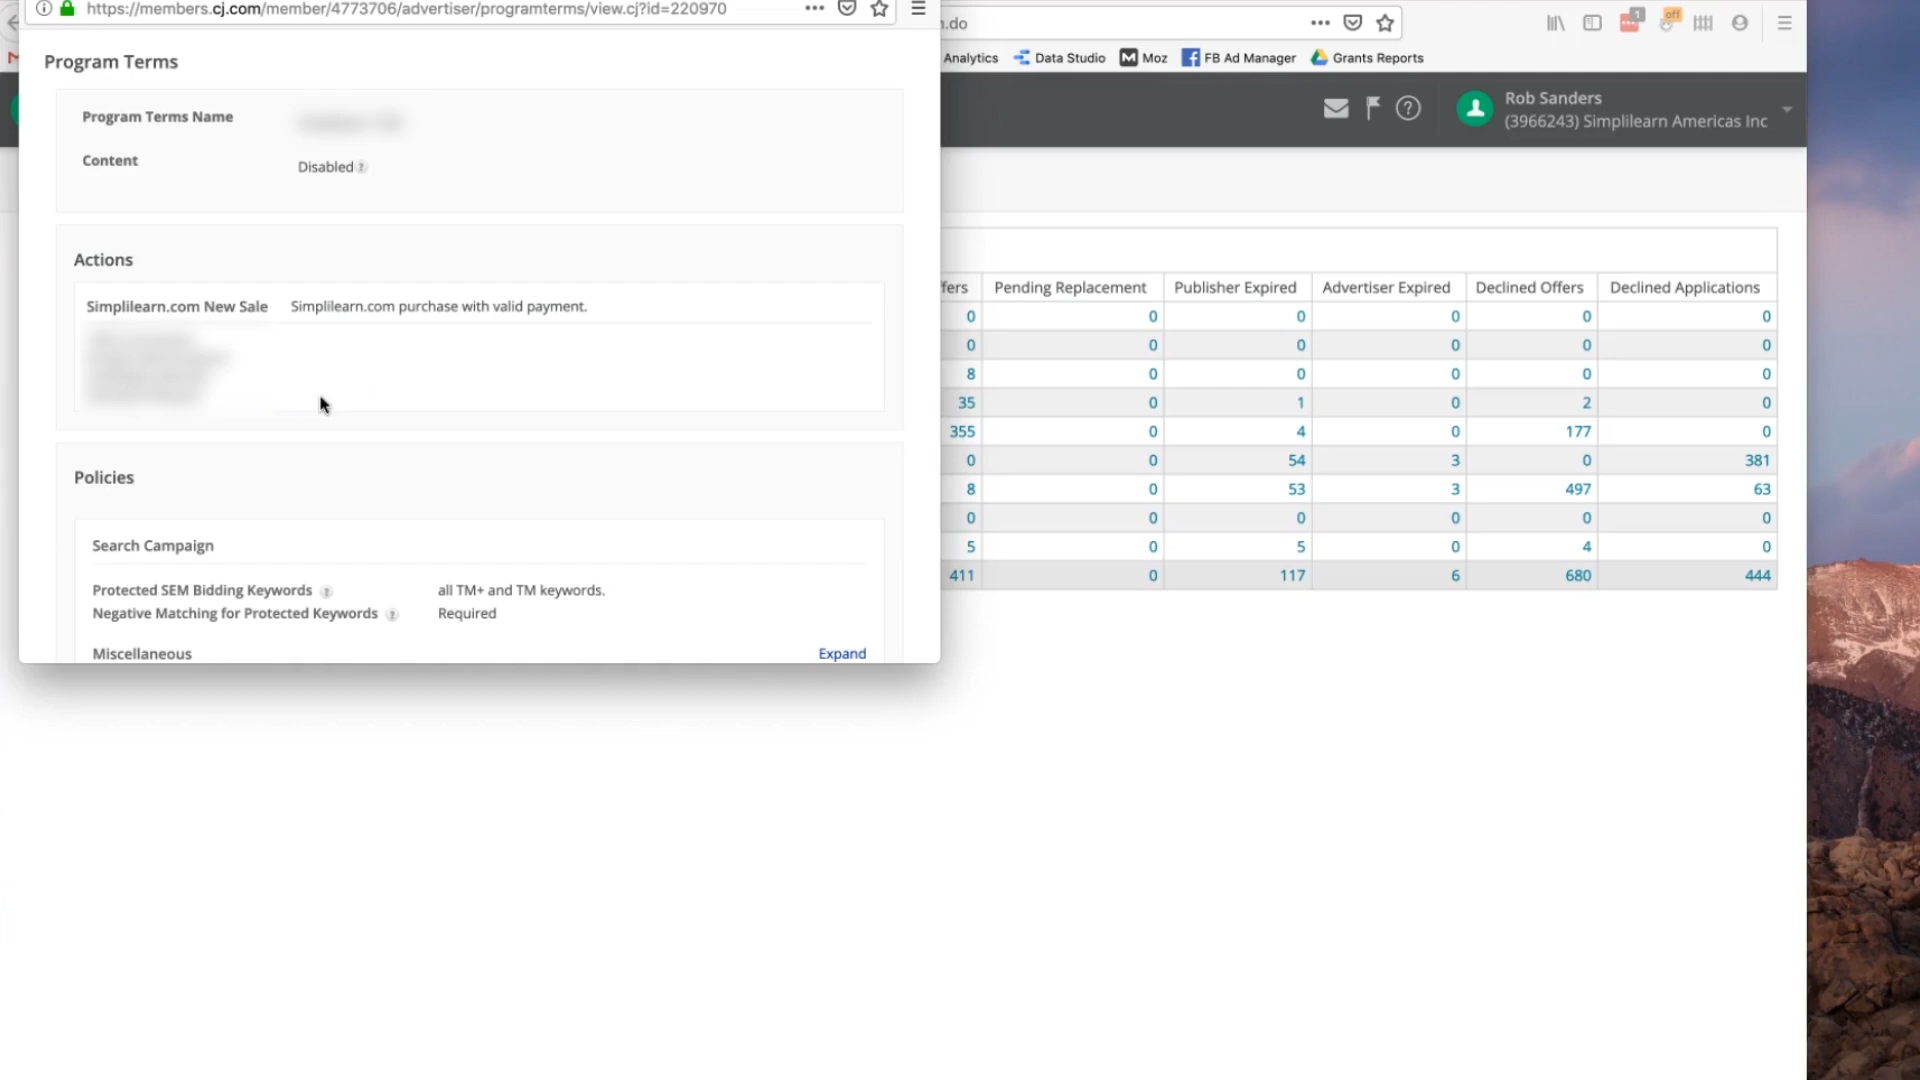 https://members.cj.com/member/4773706/advertiser/programterms/view.cj?id=220970
Program Terms
Program Terms Name
Content Disabled
Actions
Simplilearn.com New Sale Simplilearn.com purchase with valid payment.
Policies
Search Campaign
Protected SEM Bidding Keywords all TM+ and TM keywords.
Negative Matching for Protected Keywords Required
Miscellaneous Expand
n.do
1
off
Analytics Data Studio Moz FB Ad Manager Grants Reports
Rob Sanders
(3966243) Simplilearn Americas Inc
fers Pending Replacement Publisher Expired Advertiser Expired Declined Offers Declined Applications
0 0 0 0 0 0
0 0 0 0 0 0
8 0 0 0 0 0
35 0 1 0 2 0
355 0 4 0 177 0
0 0 54 3 0 381
8 0 53 3 497 63
0 0 0 0 0 0
5 0 5 0 4 0
411 0 117 6 680 444